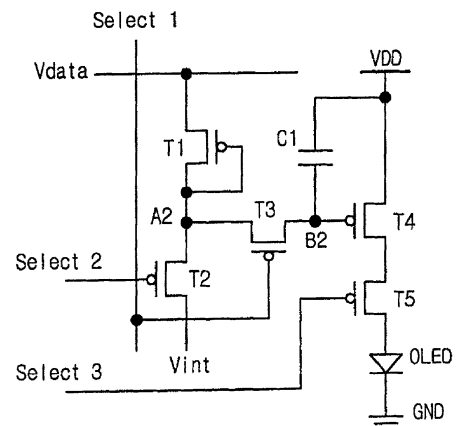 Select 1
Vdata
VDD
T1
C1
T3
A2
B2
T4
Select 2
T2
T5
Vint
OLED
Select 3
GND